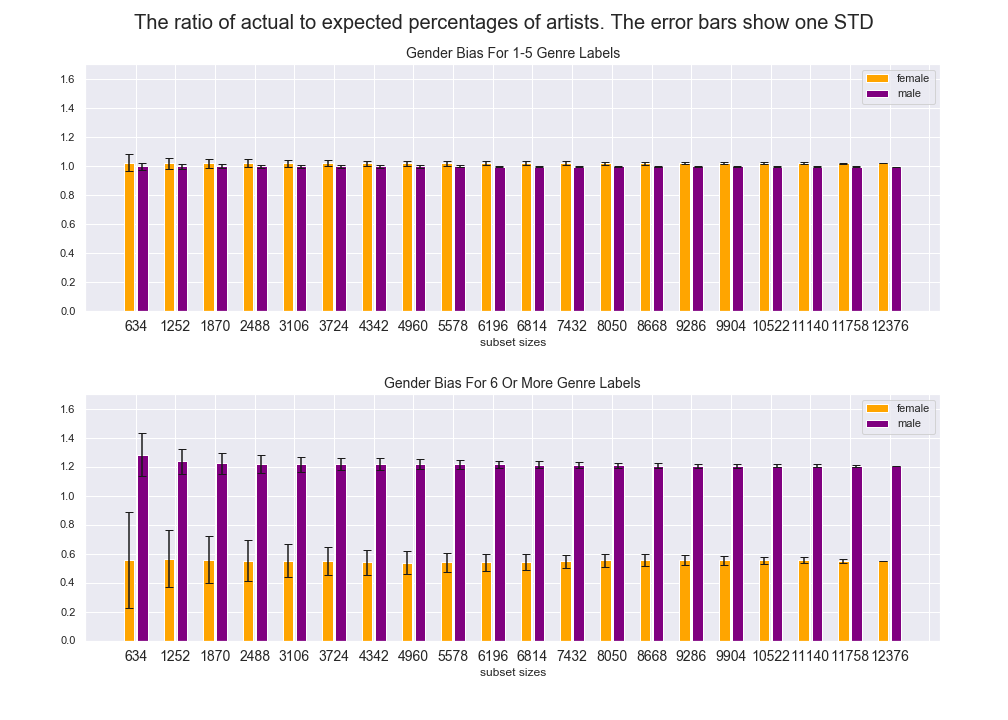 The ratio of actual to expected percentages of artists. The error bars show one STD
Gender Bias For 1-5 Genre Labels
female
male
1.6
1.4
1.2
1.0
0.8
0.6
0.4
0.2
0.0
634 1252 1870 2488 3106 3724 4342 4960 5578 6196 6814 7432 8050 8668 9286 9904 10522 11140 11758 12376
subset sizes
Gender Bias For 6 Or More Genre Labels
female
male
1.6
1.4
1.2
1.0
0.8
0.6
0.4
0.2
0.0
634 1252 1870 2488 3106 3724 4342 4960 5578 6196 6814 7432 8050 8668 9286 9904 10522 11140 11758 12376
subset sizes